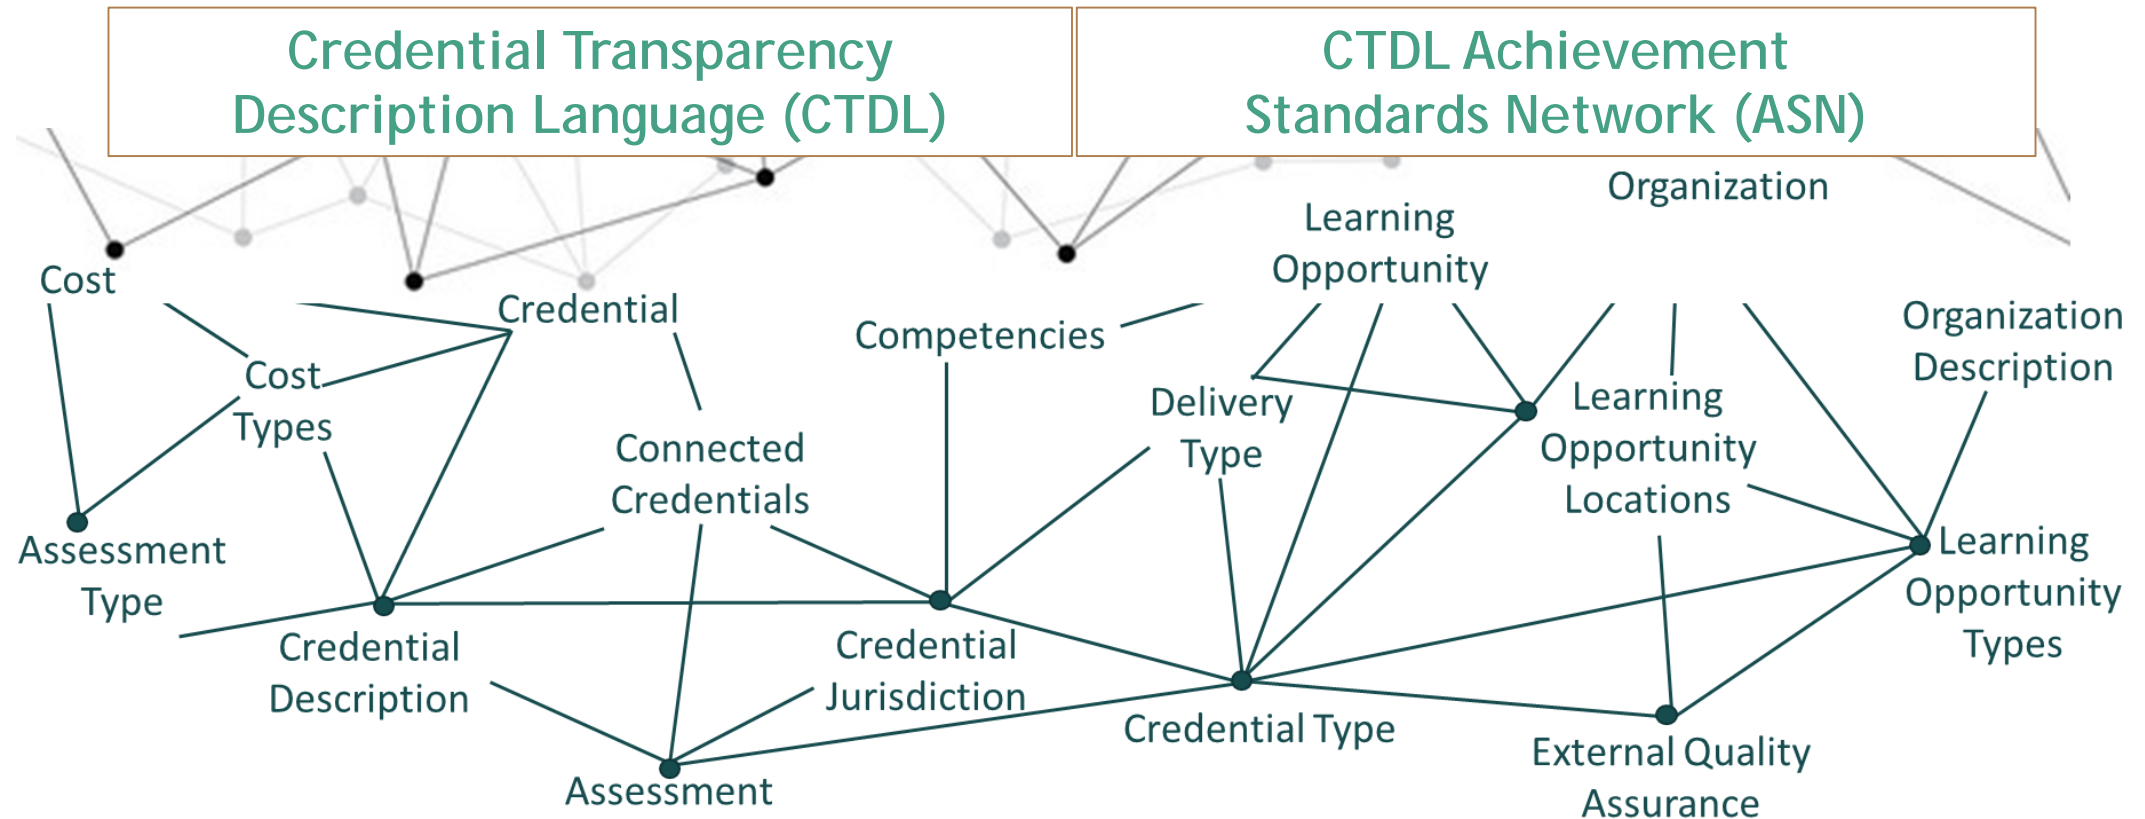 Credential Transparency
Description Language (CTDL)
CTDL Achievement
Standards Network (ASN)
Organization
Learning
Opportunity
Cost
Credential
Competencies
Organization
Description
Cost
Types
Delivery
Type
Learning
Opportunity
Locations
Connected
Credentials
Assessment
Type
Learning
Opportunity
Types
Credential
Description
Credential
Jurisdiction
Credential Type
External Quality
Assurance
Assessment